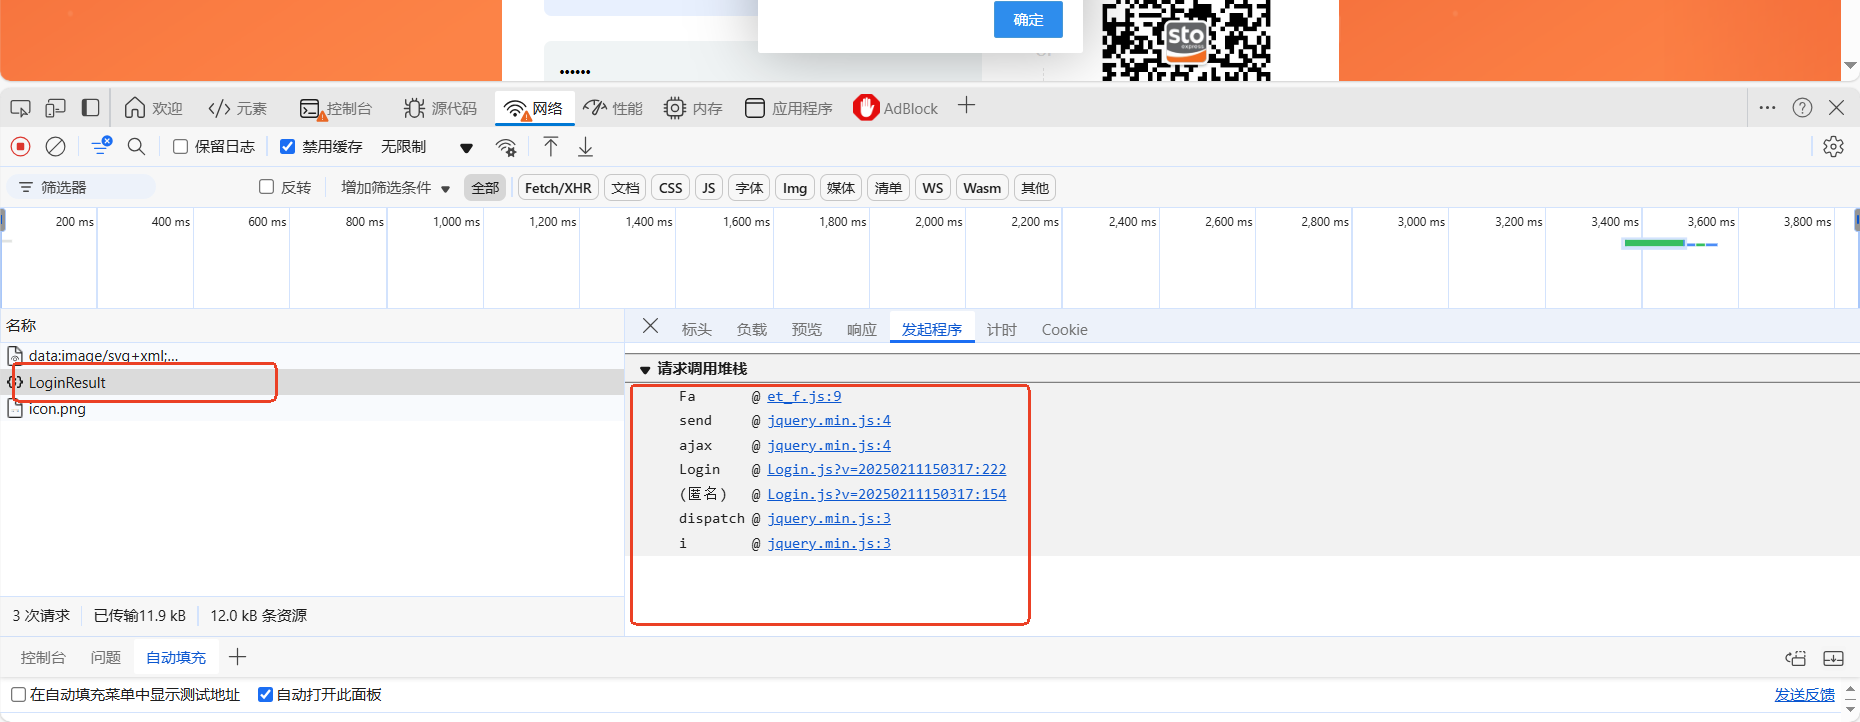 确定
sto
express
••••••
欢迎 元素 控制台 源代码 网络 性能 内存 应用程序 AdBlock
保留日志 禁用缓存 无限制
筛选器 反转 增加筛选条件 全部 Fetch/XHR 文档 CSS JS 字体 Img 媒体 清单 WS Wasm 其他
200 ms 400 ms 600 ms 800 ms 1,000 ms 1,200 ms 1,400 ms 1,600 ms 1,800 ms 2,000 ms 2,200 ms 2,400 ms 2,600 ms 2,800 ms 3,000 ms 3,200 ms 3,400 ms 3,600 ms 3,800 ms
名称
标头 负载 预览 响应 发起程序 计时 Cookie
data:image/svg+xml;...
LoginResult
icon.png
请求调用堆栈
Fa @ et_f.js:9
send @ jquery.min.js:4
ajax @ jquery.min.js:4
Login @ Login.js?v=20250211150317:222
(匿名) @ Login.js?v=20250211150317:154
dispatch @ jquery.min.js:3
i @ jquery.min.js:3
3 次请求 已传输11.9 kB 12.0 kB 条资源
控制台 问题 自动填充
在自动填充菜单中显示测试地址 自动打开此面板 发送反馈